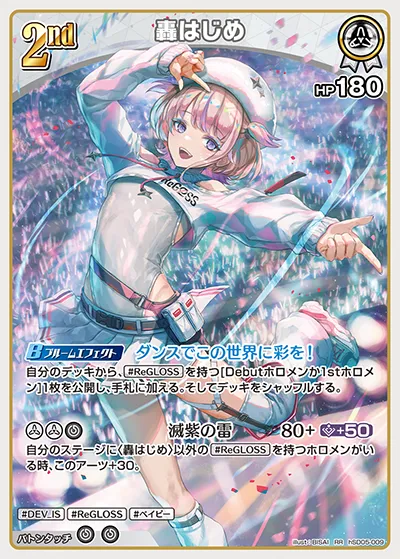 2nd
轟はじめ
HP 180
ReGLOSS
Bブルームエフェクト ダンスでこの世界に彩を！
自分のデッキから、#ReGLOSSを持つ[Debutホロメンか1stホロメ
ン]1枚を公開し、手札に加える。そしてデッキをシャッフルする。
滅紫の雷 80+ +50
自分のステージに〈轟はじめ〉以外の#ReGLOSSを持つホロメンがい
る時、このアーツ+30。
#DEV_IS #ReGLOSS #ベイビー
バトンタッチ
illust : BISAI RR hSD05-009